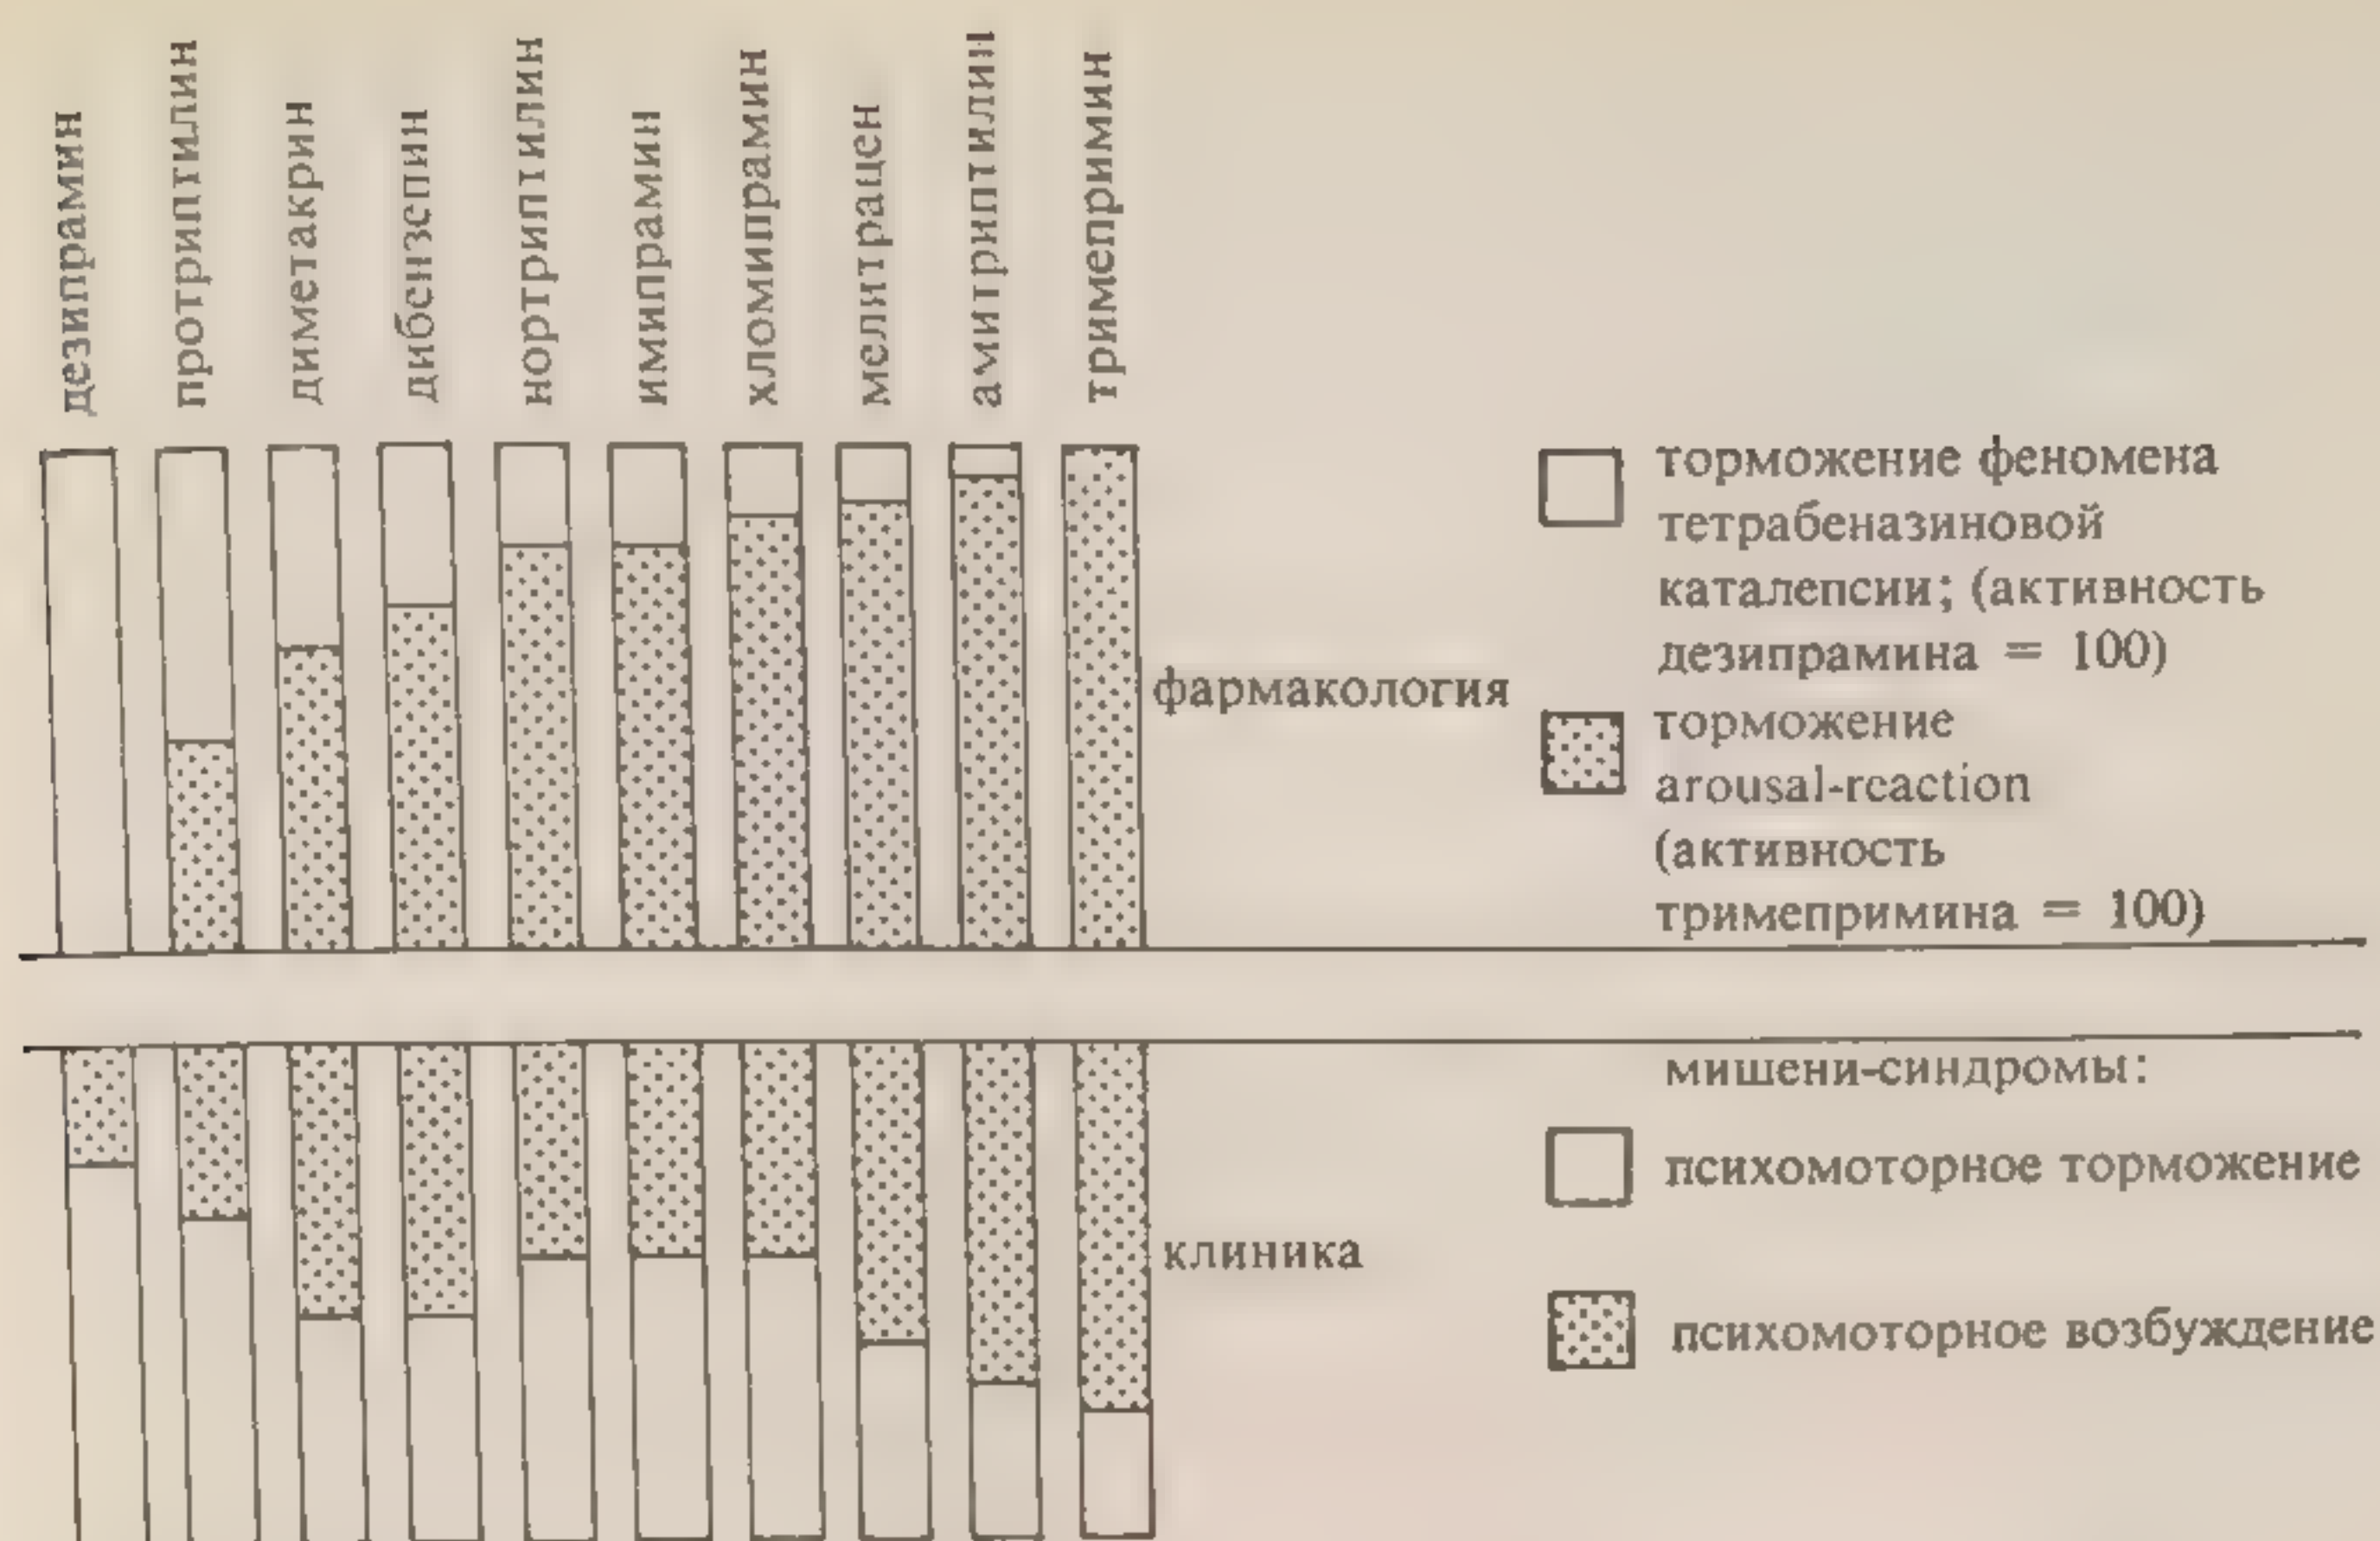 дезипрамин
протриптилин
диметакрин
дибензепин
нортриптилин
имипрамин
хломипрамин
мелитрацен
амитриптилин
тримепримин
торможение феномена
тетрабеназиновой
каталепсии; (активность
дезипрамина = 100)
фармакология
торможение
arousal-reaction
(активность
тримепримина = 100)
мишени-синдромы:
психомоторное торможение
клиника
психомоторное возбуждение